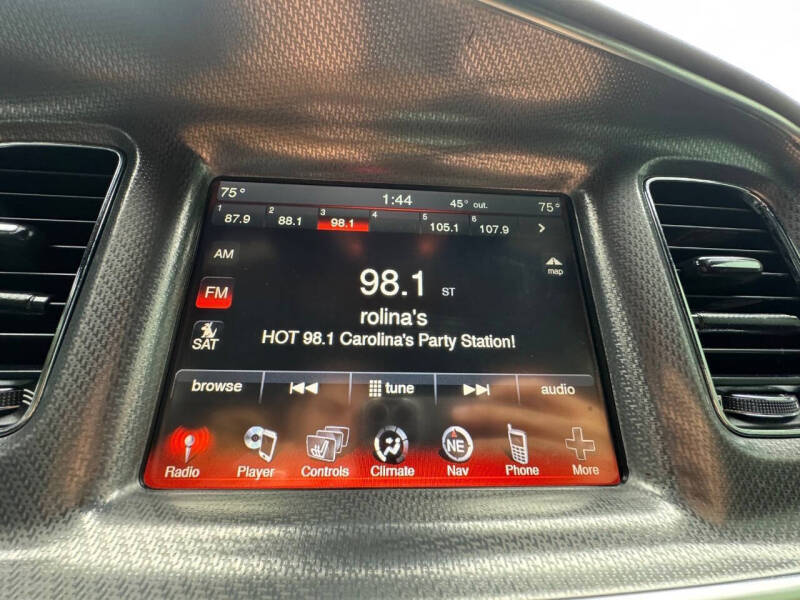 75° 1:44 45° out. 75°
1 87.9 2 88.1 3 98.1 4 5 105.1 6 107.9
AM
98.1 ST
map
FM
rolina's
SAT
HOT 98.1 Carolina's Party Station!
browse tune audio
NE
Radio Player Controls Climate Nav Phone More